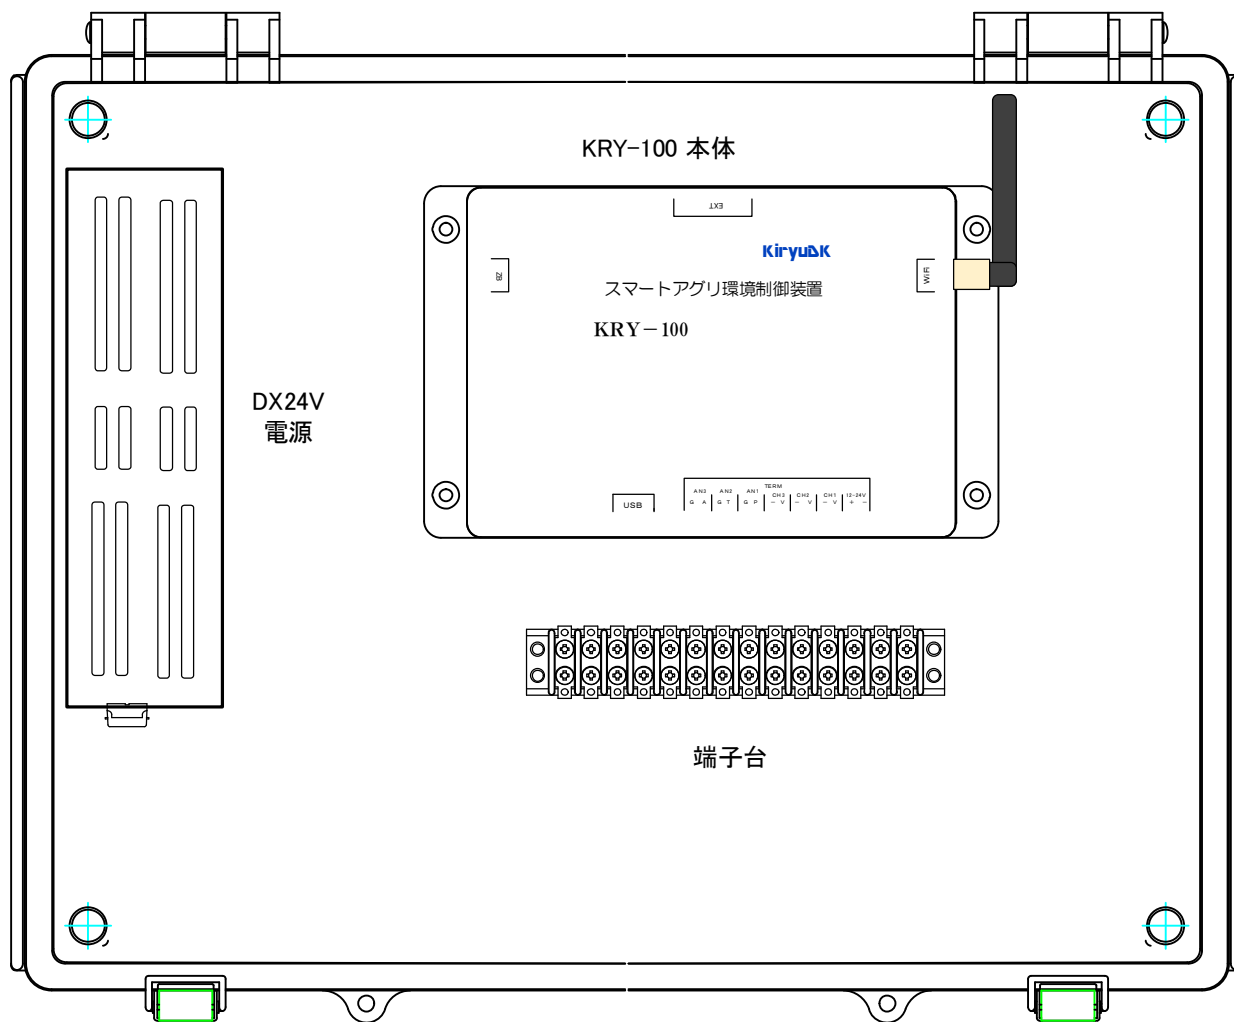 KRY-100 本体
EXT
KiryuDK
BZ
WiFi
スマートアグリ環境制御装置
KRY-100
DX24V
電源
TERM
AN3 AN2 AN1 CH3 CH2 CH1 12-24V
G A G T G P - V - V - V + -
USB
端子台